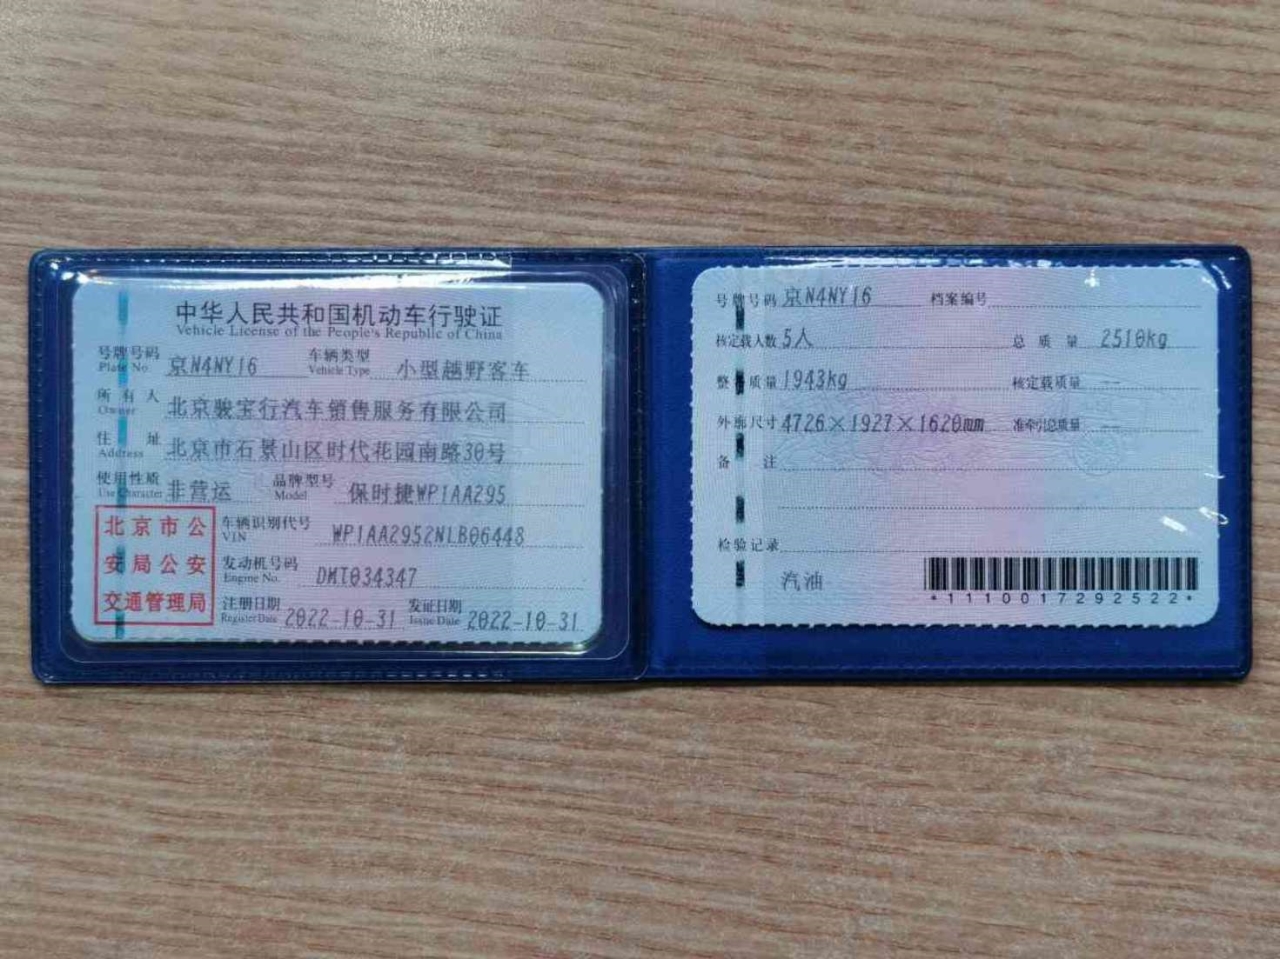 中华人民共和国机动车行驶证
Vehicle License of the People's Republic of China
号牌号码 京N4NY16 车辆类型 小型越野客车
Plate No. Vehicle Type
所有人 北京骏宝行汽车销售服务有限公司
Owner
住址 北京市石景山区时代花园南路30号
Address
使用性质 非营运 品牌型号 保时捷WP1AA295
Use Character Model
北京市公
安局公安
交通管理局
车辆识别代号 WP1AA2952NLB06448
VIN
发动机号码 DMT034347
Engine No.
注册日期 2022-10-31 发证日期 2022-10-31
Register Date Issue Date
号牌号码 京N4NY16 档案编号
核定载人数 5人 总质量 2510kg
整备质量 1943kg 核定载质量 --
外廓尺寸 4726×1927×1620mm 准牵引总质量 --
备注
检验记录
汽油
*1110017292522*